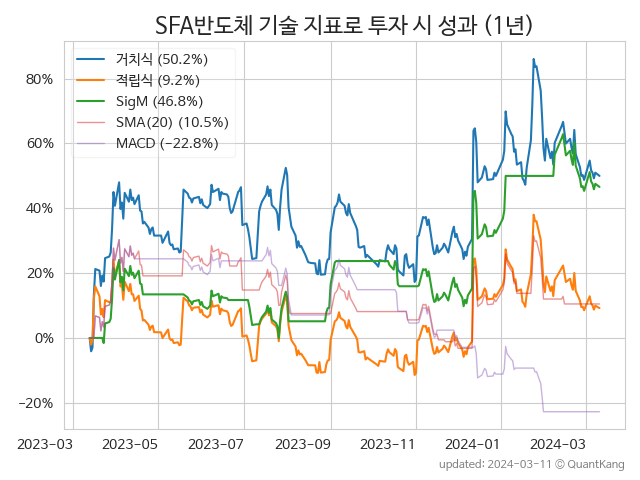 SFA반도체 기술 지표로 투자 시 성과 (1년)
거치식 (50.2%)
적립식 (9.2%)
SigM (46.8%)
SMA(20) (10.5%)
MACD (−22.8%)
80%
60%
40%
20%
0%
−20%
2023-03 2023-05 2023-07 2023-09 2023-11 2024-01 2024-03
updated: 2024-03-11 © QuantKang